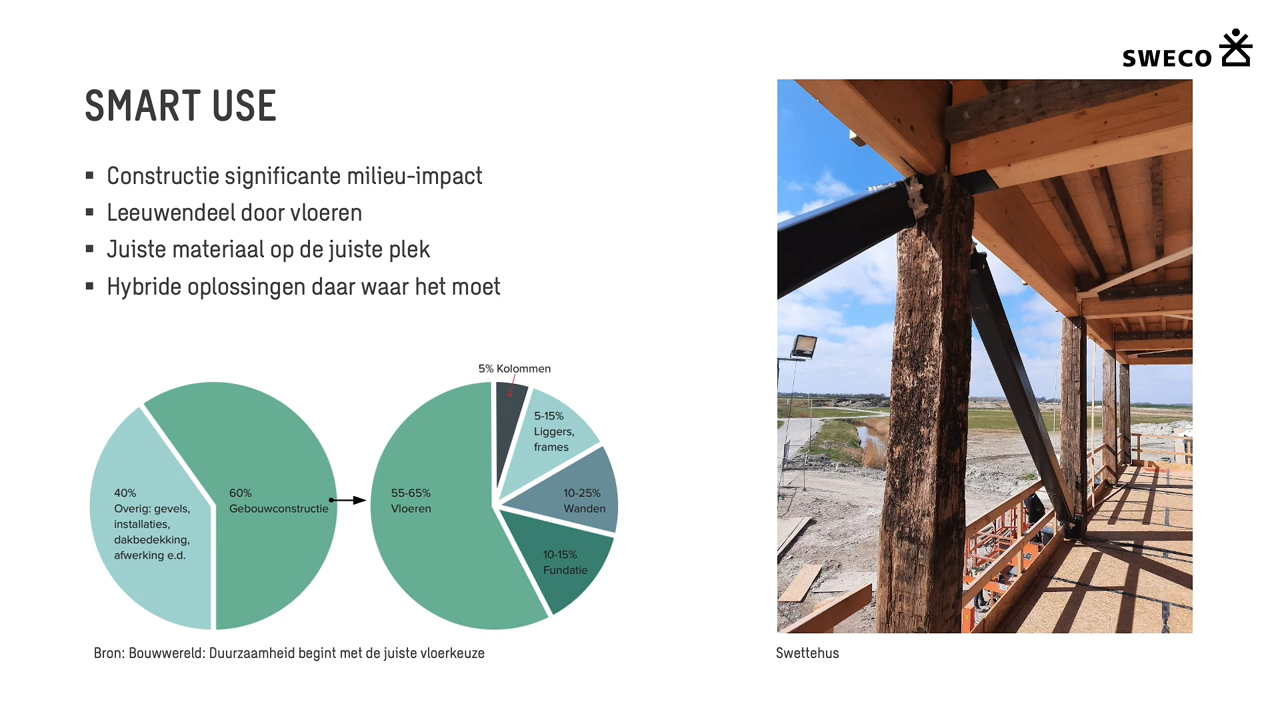 SWECO
SMART USE
▪ Constructie significante milieu-impact
▪ Leeuwendeel door vloeren
▪ Juiste materiaal op de juiste plek
▪ Hybride oplossingen daar waar het moet
40%
Overig: gevels,
installaties,
dakbedekking,
afwerking e.d.
60%
Gebouwconstructie
5% Kolommen
5-15%
Liggers,
frames
55-65%
Vloeren
10-25%
Wanden
10-15%
Fundatie
Bron: Bouwwereld: Duurzaamheid begint met de juiste vloerkeuze
Swettehus